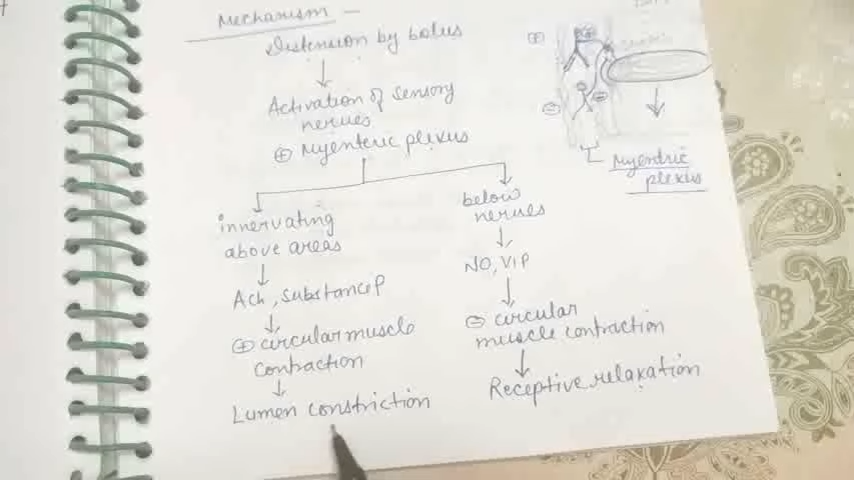 Mechanism -
Distension by bolus
↓
Activation of sensory
nerves
⊕ Myenteric plexus
innervating
above areas
↓
Ach, substance P
↓
⊕ circular muscle
contraction
↓
Lumen constriction
below
nerves
↓
NO, VIP
↓
⊖ circular
muscle contraction
↓
Receptive relaxation
Myentric
plexus